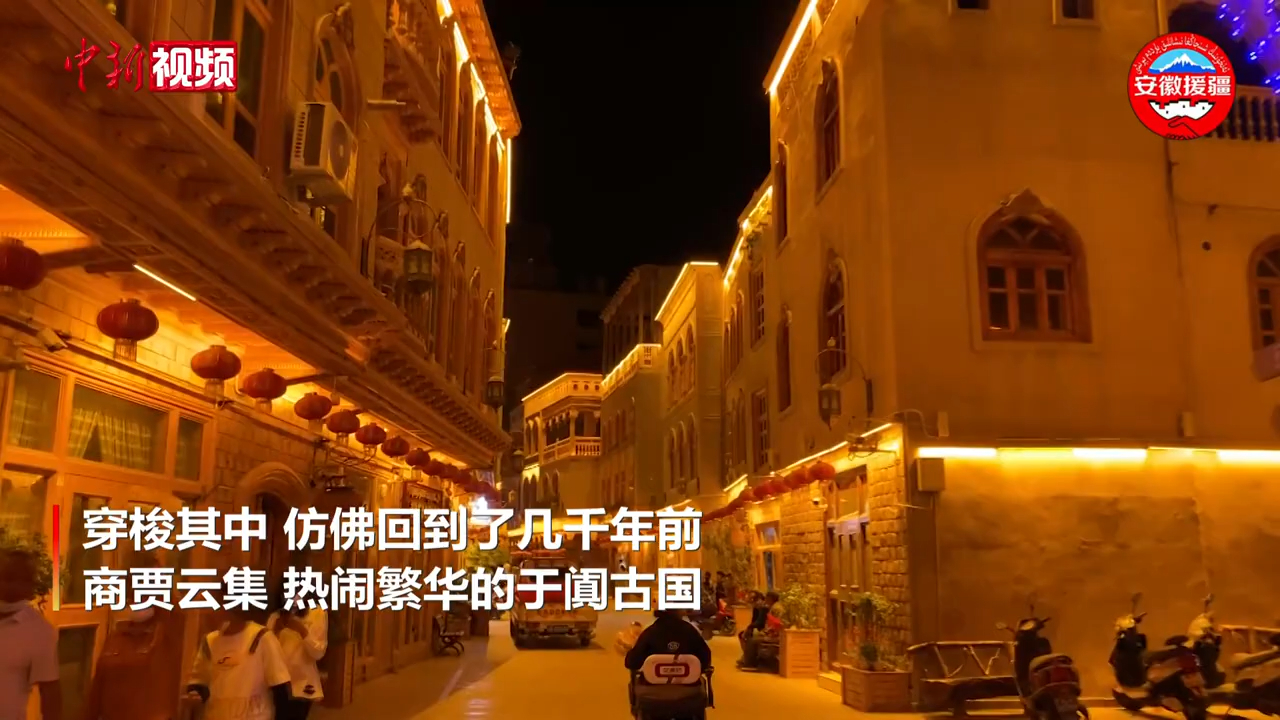 中新视频
安徽援疆
穿梭其中 仿佛回到了几千年前
商贾云集 热闹繁华的于阗古国